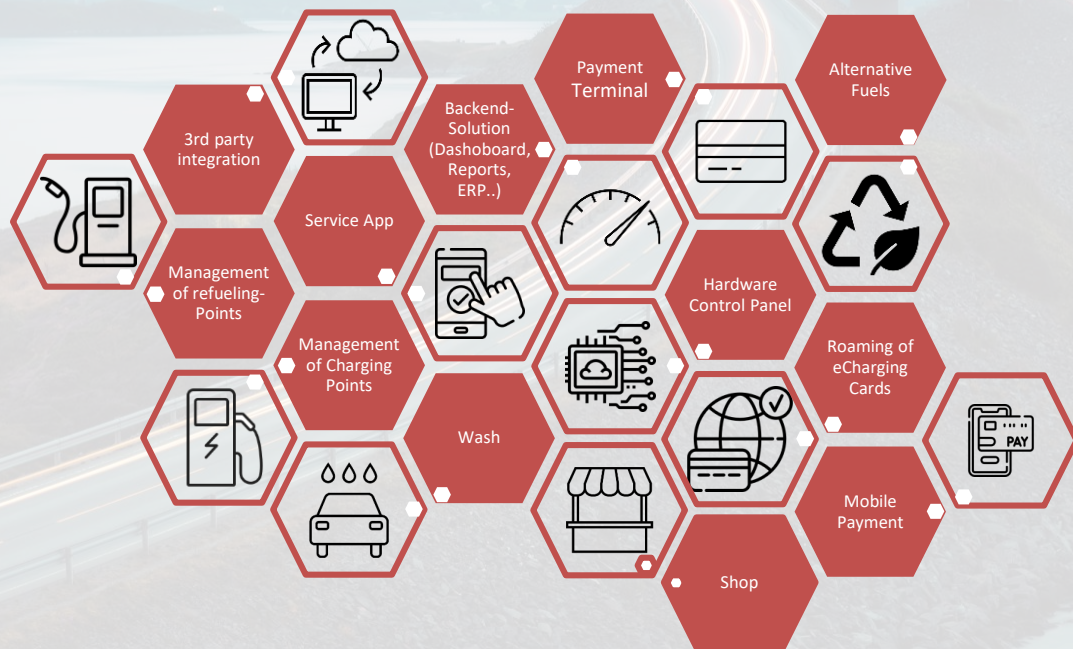 Payment
Terminal
Alternative
Fuels
Backend-
Solution
(Dashoboard,
Reports,
ERP..)
3rd party
integration
Service App
Management
of refueling-
Points
Hardware
Control Panel
Management
of Charging
Points
Roaming of
eCharging
Cards
Wash
PAY
Mobile
Payment
Shop